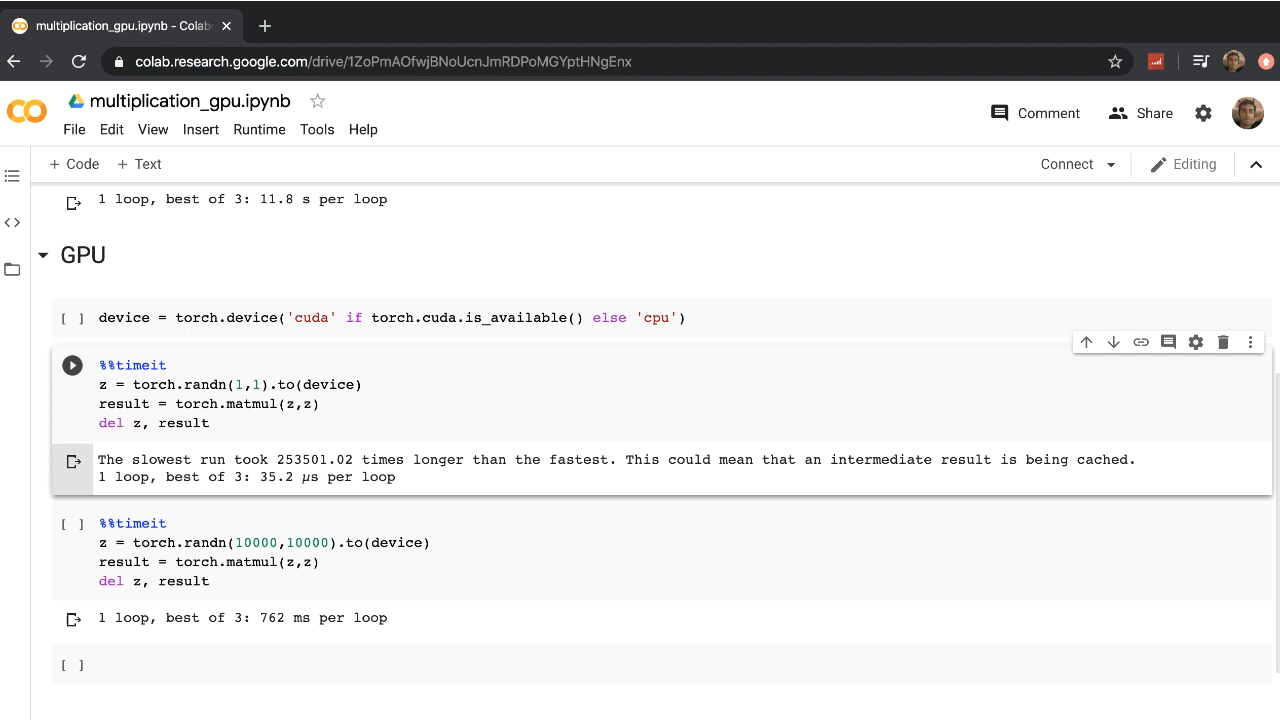 multiplication_gpu.ipynb - Colab
colab.research.google.com/drive/1ZoPmAOfwjBNoUcnJmRDPoMGYptHNgEnx
multiplication_gpu.ipynb
Comment
Share
File Edit View Insert Runtime Tools Help
+ Code + Text
Connect
Editing
1 loop, best of 3: 11.8 s per loop
GPU
[ ] device = torch.device('cuda' if torch.cuda.is_available() else 'cpu')
%%timeit
z = torch.randn(1,1).to(device)
result = torch.matmul(z,z)
del z, result
The slowest run took 253501.02 times longer than the fastest. This could mean that an intermediate result is being cached.
1 loop, best of 3: 35.2 µs per loop
[ ] %%timeit
z = torch.randn(10000,10000).to(device)
result = torch.matmul(z,z)
del z, result
1 loop, best of 3: 762 ms per loop
[ ]